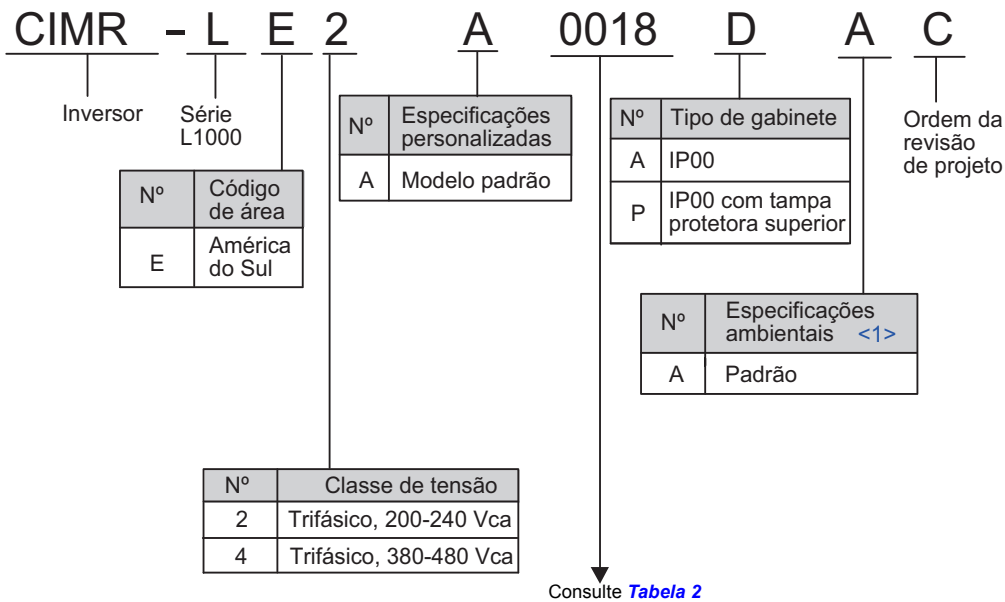 CIMR - L E 2 A 0018 D A C
Inversor
Série
L1000
Nº Código
de área
E América
do Sul
Nº Especificações
personalizadas
A Modelo padrão
Nº Tipo de gabinete
A IP00
P IP00 com tampa
protetora superior
Ordem da
revisão
de projeto
Nº Especificações
ambientais <1>
A Padrão
Nº Classe de tensão
2 Trifásico, 200-240 Vca
4 Trifásico, 380-480 Vca
Consulte Tabela 2